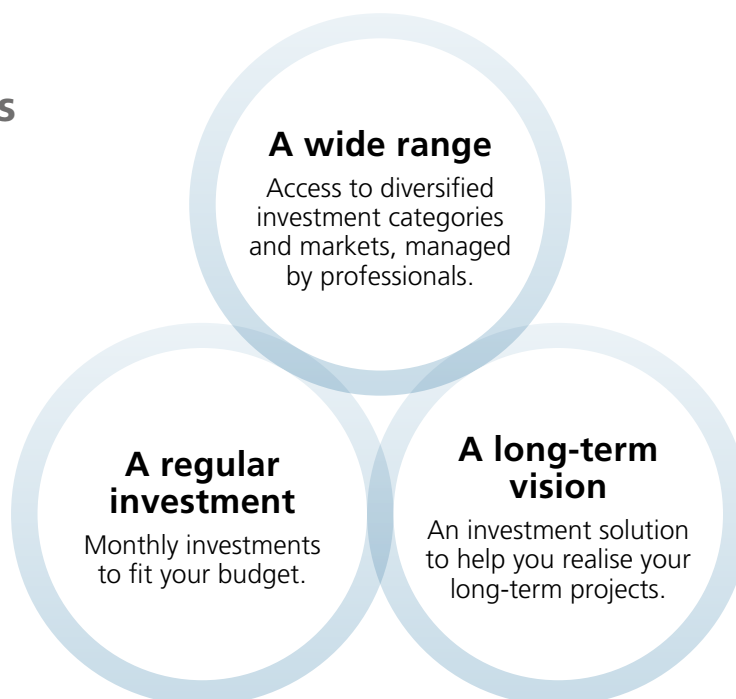 s
A wide range
Access to diversified
investment categories
and markets, managed
by professionals.
A regular
investment
Monthly investments
to fit your budget.
A long-term
vision
An investment solution
to help you realise your
long-term projects.